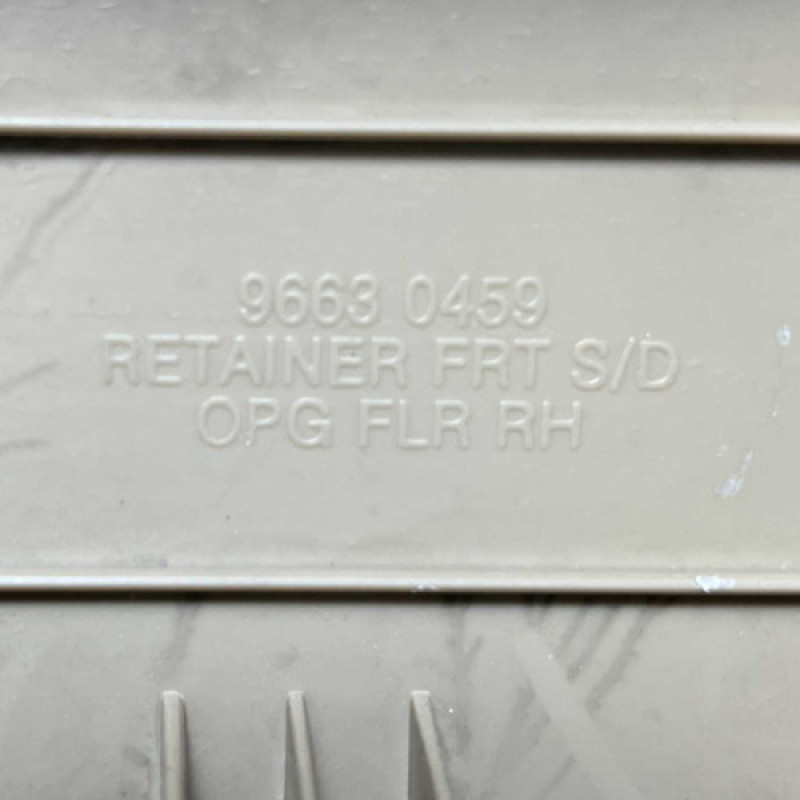 9663 0459
RETAINER FRT S/D
OPG FLR RH